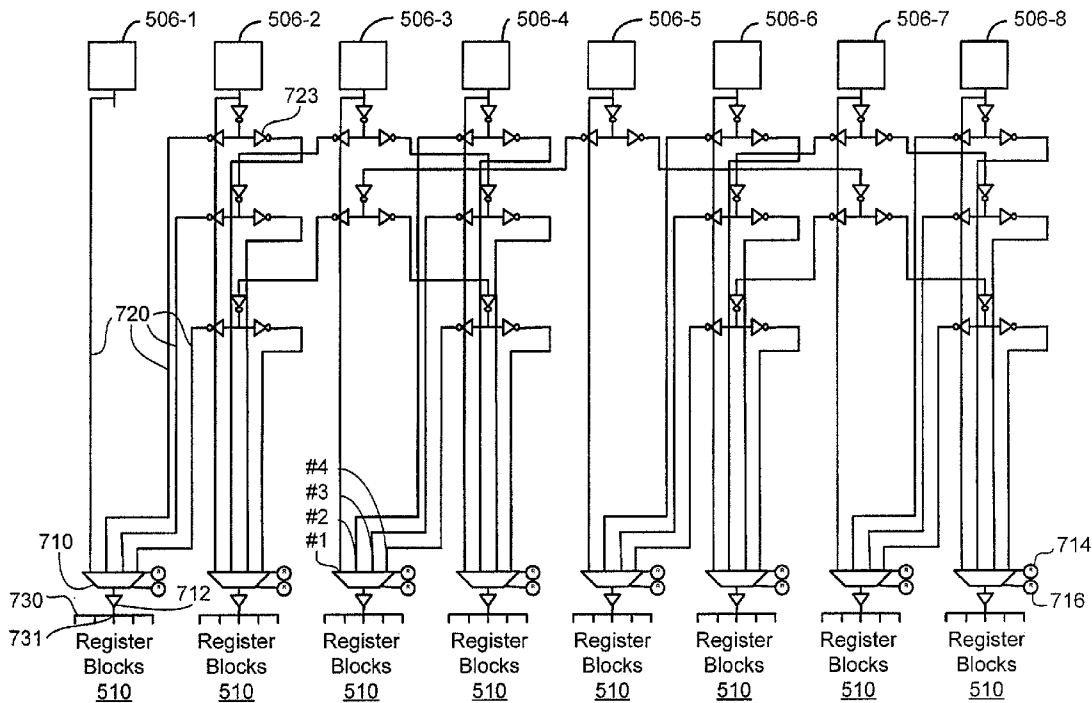 506-1 506-2 506-3 506-4 506-5 506-6 506-7 506-8
723
720
#4
#3
#2
#1
710
714
730
712
716
731
Register Blocks 510
Register Blocks 510
Register Blocks 510
Register Blocks 510
Register Blocks 510
Register Blocks 510
Register Blocks 510
Register Blocks 510